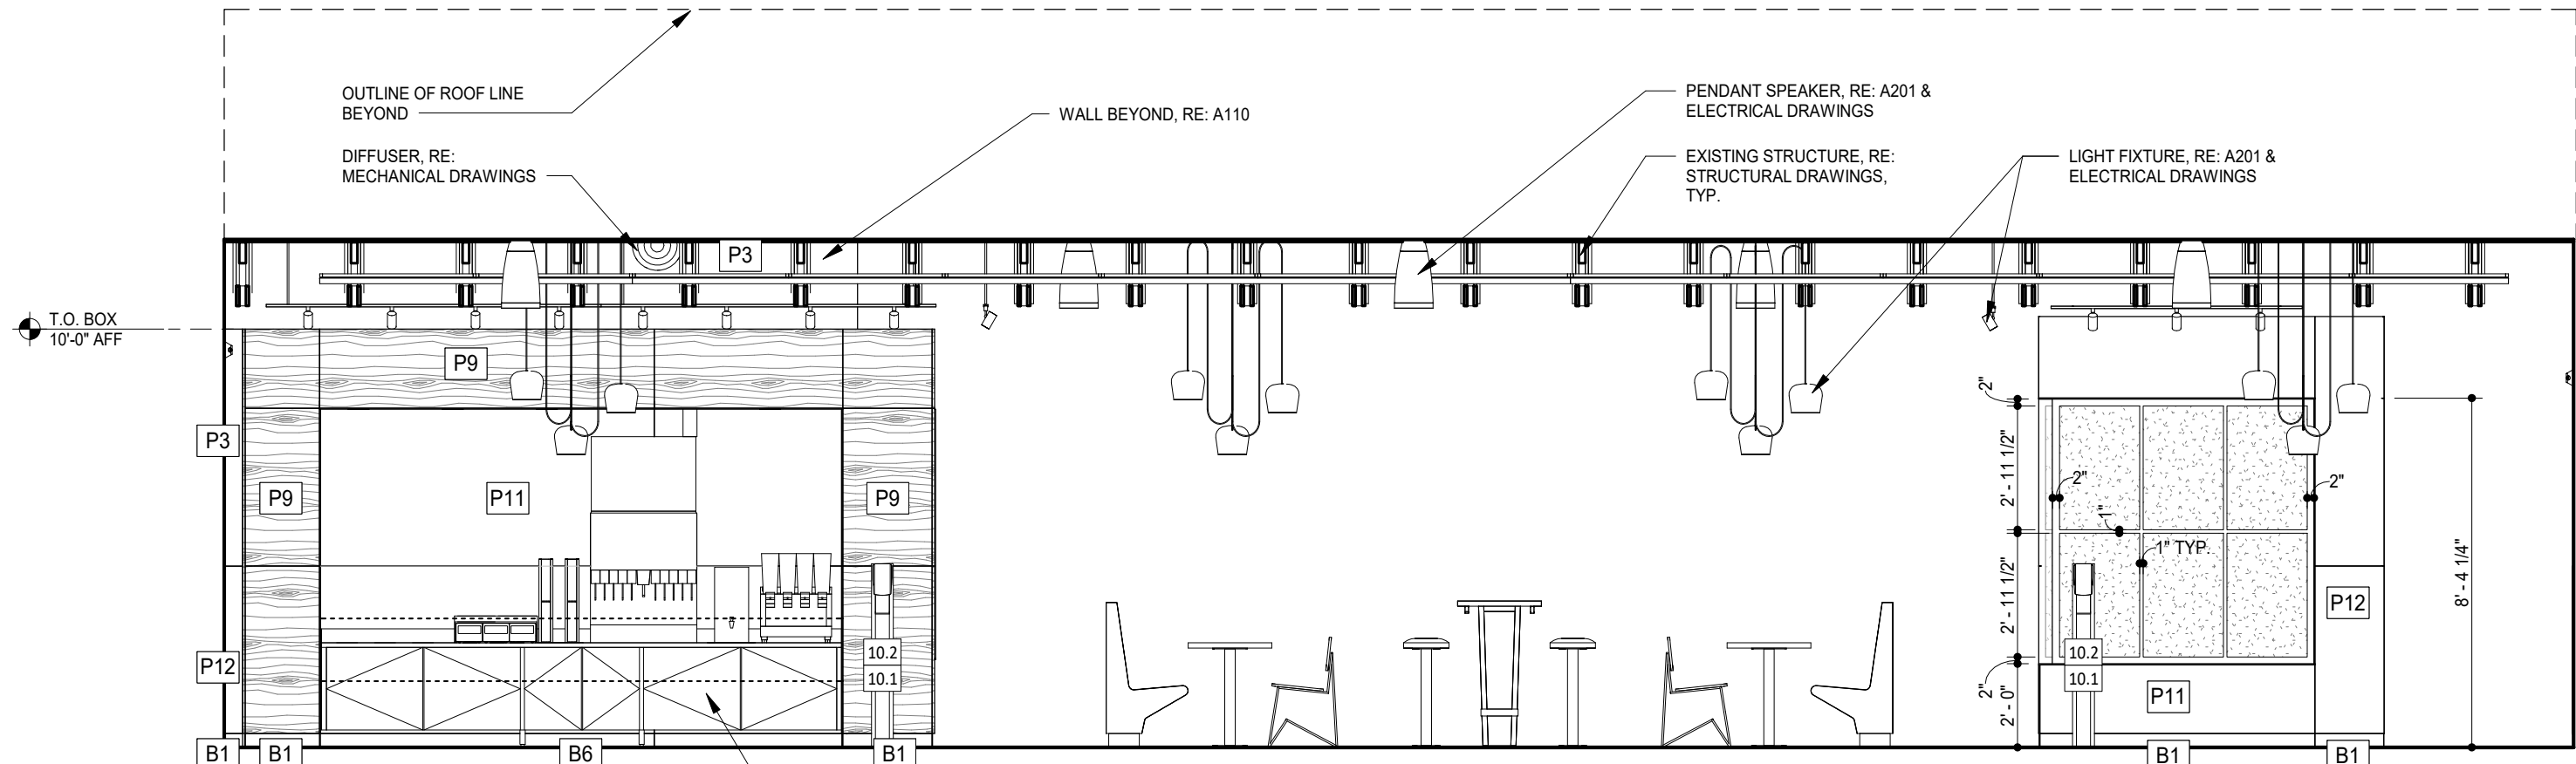 OUTLINE OF ROOF LINE
BEYOND
WALL BEYOND, RE: A110
PENDANT SPEAKER, RE: A201 &
ELECTRICAL DRAWINGS
DIFFUSER, RE:
MECHANICAL DRAWINGS
EXISTING STRUCTURE, RE:
STRUCTURAL DRAWINGS,
TYP.
LIGHT FIXTURE, RE: A201 &
ELECTRICAL DRAWINGS
P3
T.O. BOX
10'-0" AFF
P9
P3
P9
P11
P9
P12
10.2
10.1
B1
B1
B6
B1
2"
2' - 11 1/2"
2"
2"
1"
1" TYP.
2' - 11 1/2"
8' - 4 1/4"
P12
10.2
10.1
2"
2' - 0"
P11
B1
B1